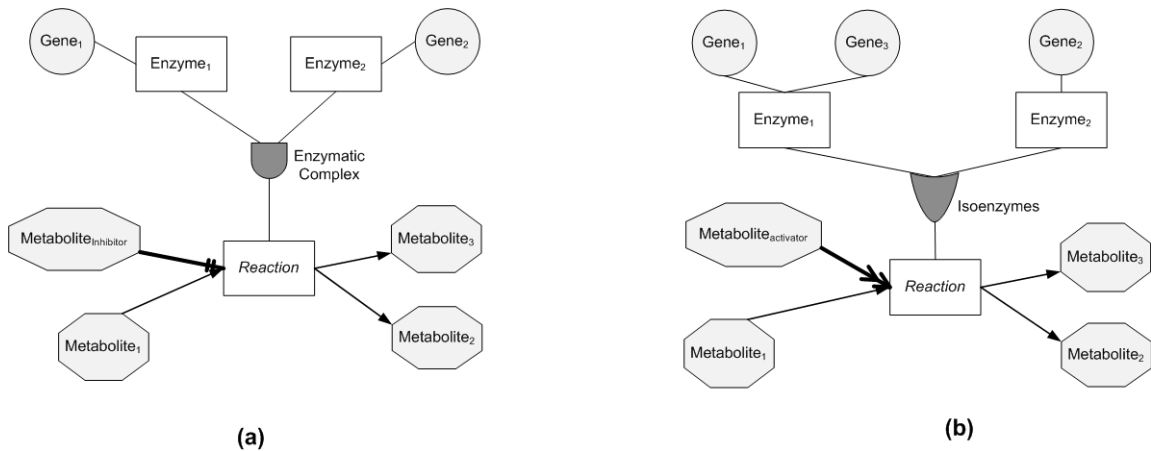 Gene1
Enzyme1
Enzyme2
Gene2
Enzymatic
Complex
MetaboliteInhibitor
Metabolite3
Reaction
Metabolite1
Metabolite2
(a)
Gene1
Gene3
Gene2
Enzyme1
Enzyme2
Isoenzymes
Metaboliteactivator
Metabolite3
Reaction
Metabolite1
Metabolite2
(b)